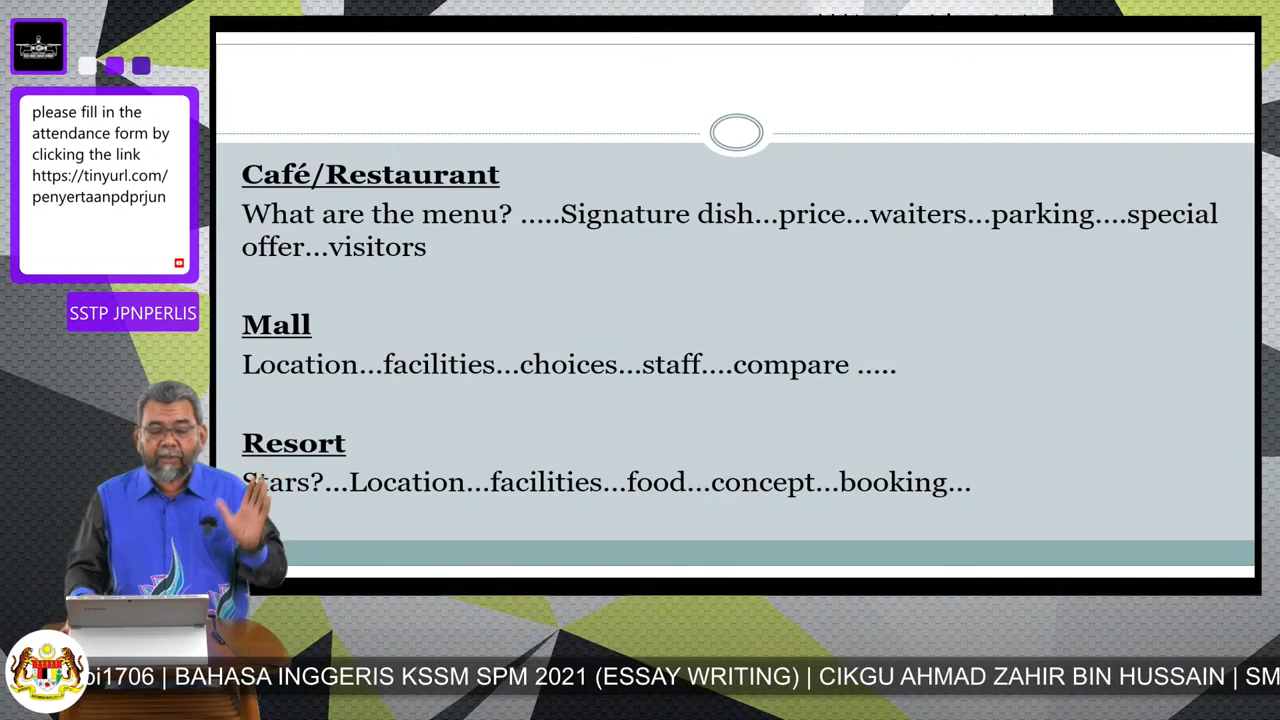 please fill in the
attendance form by
clicking the link
https://tinyurl.com/
penyertaanpdprjun
SSTP JPNPERLIS
Café/Restaurant
What are the menu? .....Signature dish...price...waiters...parking....special
offer...visitors
Mall
Location...facilities...choices...staff....compare .....
Resort
Stars?...Location...facilities...food...concept...booking...
bi1706 | BAHASA INGGERIS KSSM SPM 2021 (ESSAY WRITING) | CIKGU AHMAD ZAHIR BIN HUSSAIN | SM